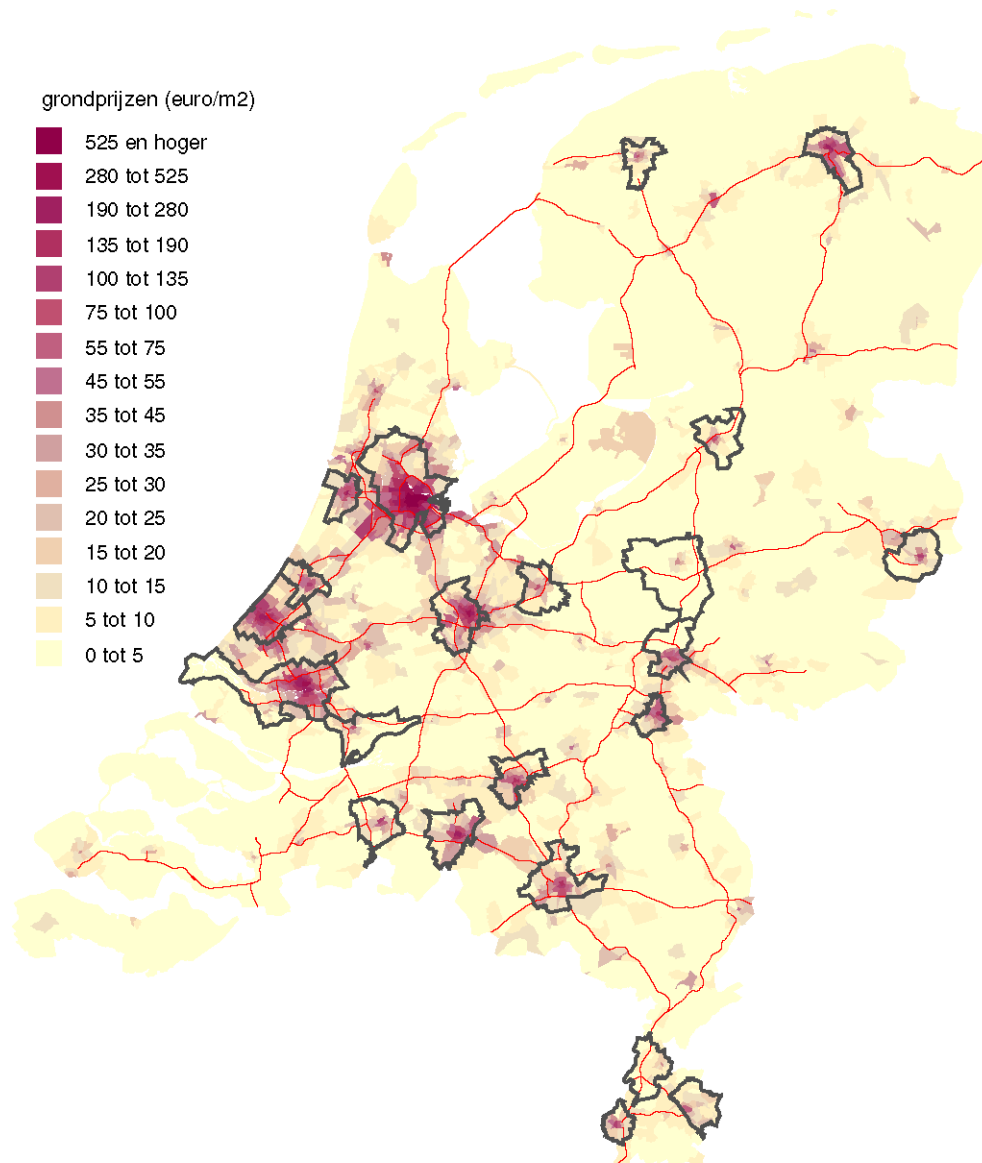 grondprijzen (euro/m2)
525 en hoger
280 tot 525
190 tot 280
135 tot 190
100 tot 135
75 tot 100
55 tot 75
45 tot 55
35 tot 45
30 tot 35
25 tot 30
20 tot 25
15 tot 20
10 tot 15
5 tot 10
0 tot 5